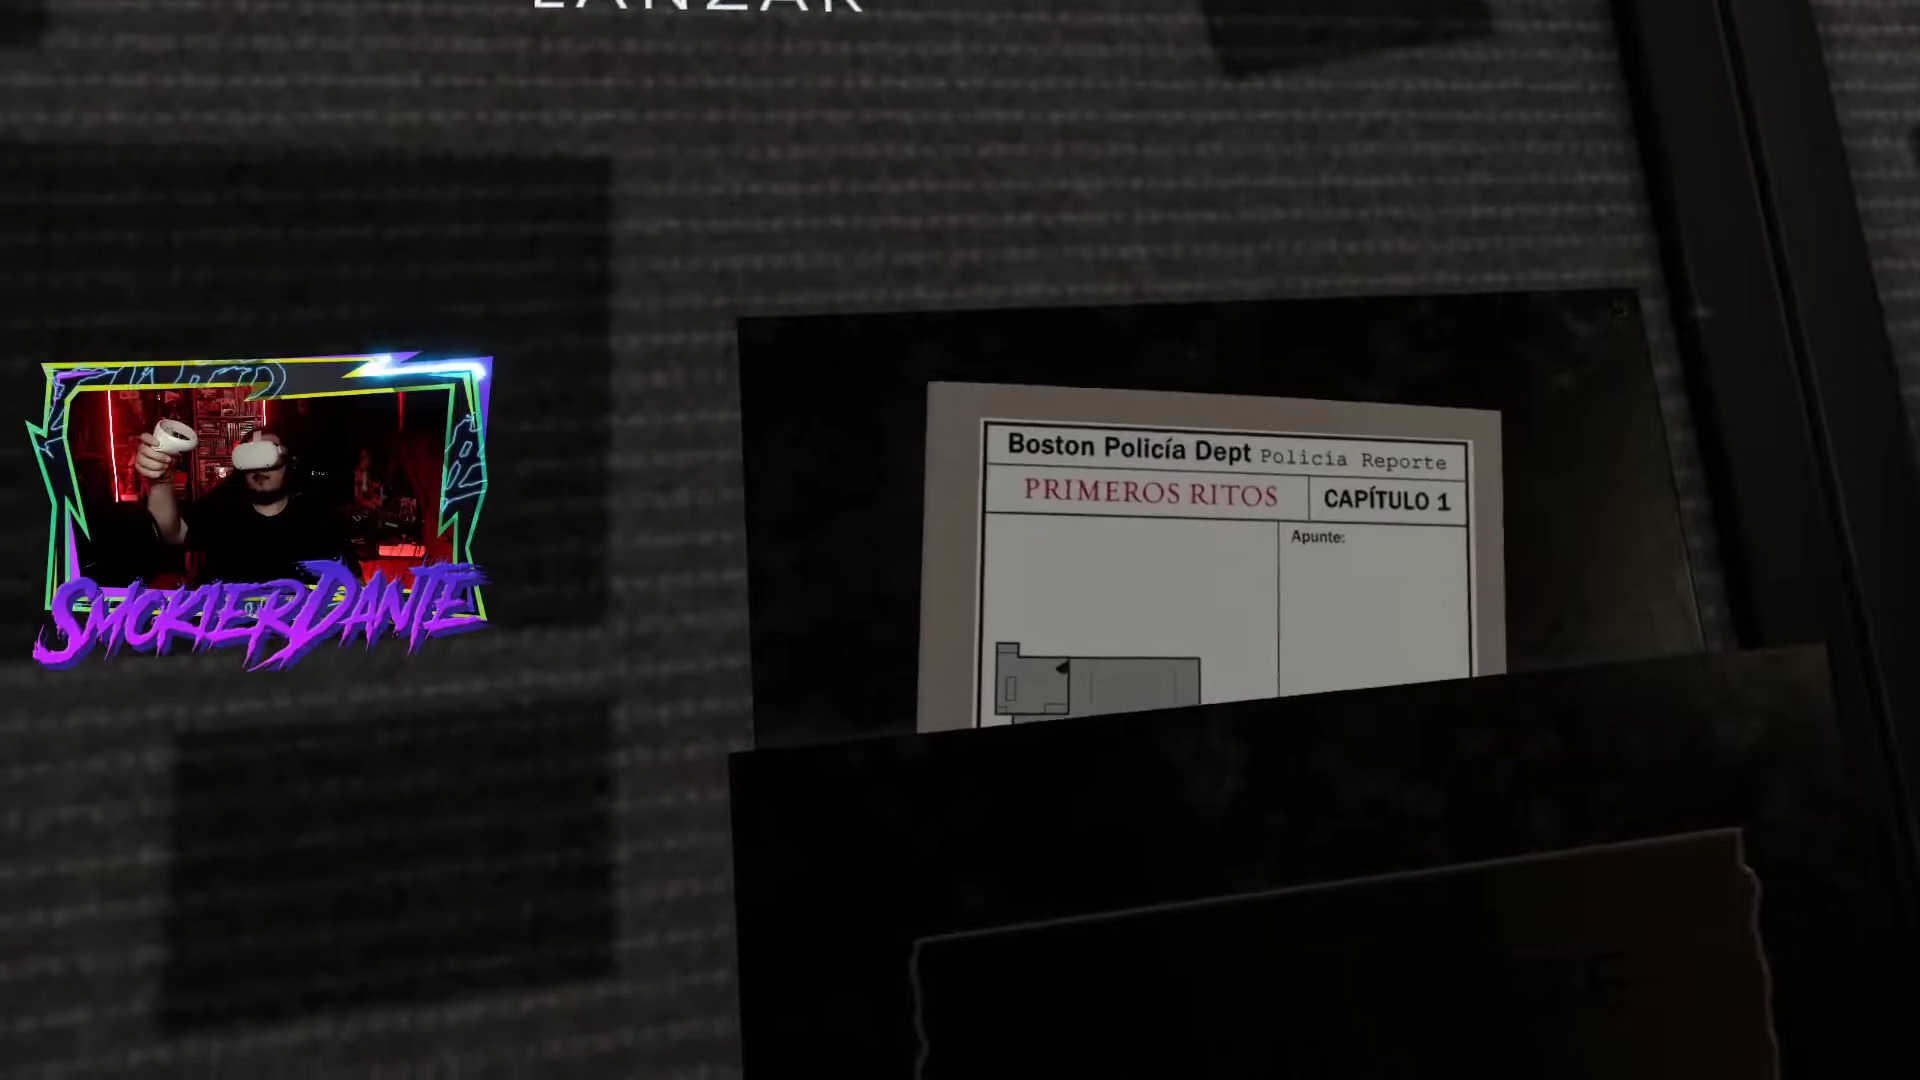 LANZAR
Boston Policía Dept Policía Reporte
PRIMEROS RITOS
CAPÍTULO 1
Apunte:
SMOKIERDANTE